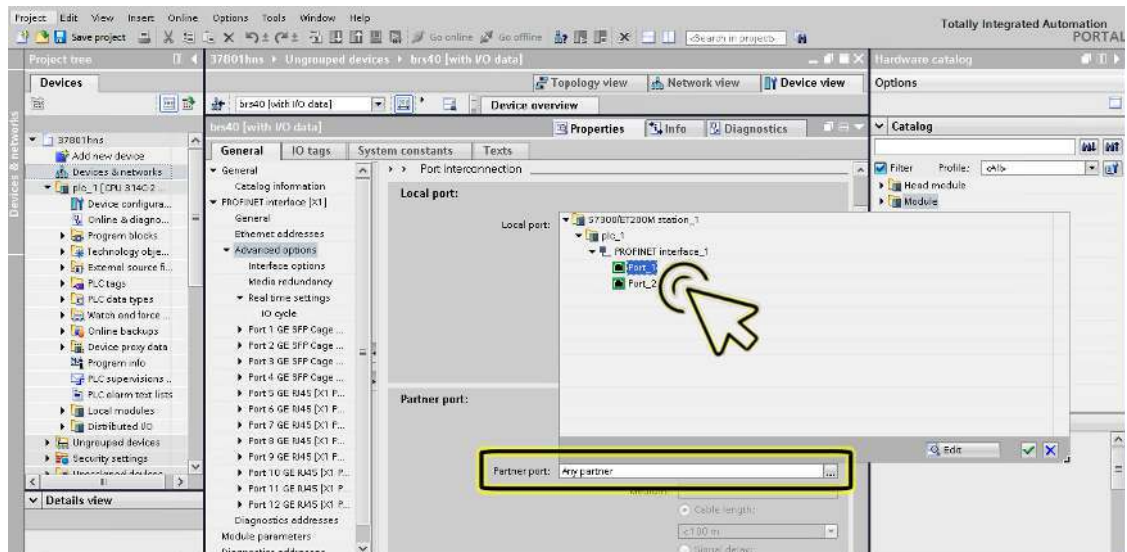 Project Edit View Insert Online Options Tools Window Help
Totally Integrated Automation
PORTAL
Save project
Go online
Go offline
<Search in project>
Project tree
37801hns
Ungrouped devices
brs40 [with I/O data]
Hardware catalog
Devices
Topology view
Network view
Device view
Options
brs40 [with I/O data]
Device overview
Devices & networks
brs40 [with I/O data]
Properties
Info
Diagnostics
Catalog
37801hns
Add new device
Devices & networks
plc_1 [CPU 314C-2 ...
Device configura...
Online & diagno...
Program blocks
Technology obje...
External source fi...
PLC tags
PLC data types
Watch and force ...
Online backups
Device proxy data
Program info
PLC supervisions ..
PLC alarm text lists
Local modules
Distributed I/O
Ungrouped devices
Security settings
Details view
General
IO tags
System constants
Texts
General
Catalog information
PROFINET interface [X1]
General
Ethernet addresses
Advanced options
Interface options
Media redundancy
Real time settings
IO cycle
Port 1 GE SFP Cage ...
Port 2 GE SFP Cage ...
Port 3 GE SFP Cage ...
Port 4 GE SFP Cage ...
Port 5 GE RJ45 [X1 P...
Port 6 GE RJ45 [X1 P...
Port 7 GE RJ45 [X1 P...
Port 8 GE RJ45 [X1 P...
Port 9 GE RJ45 [X1 P...
Port 10 GE RJ45 [X1 P...
Port 11 GE RJ45 [X1 P...
Port 12 GE RJ45 [X1 P...
Diagnostics addresses
Module parameters
Diagnostics addresses
Port interconnection
Local port:
Local port:
S7300/ET200M station_1
plc_1
PROFINET interface_1
Port_1
Port_2
Edit
Partner port:
Partner port:
Any partner
...
Medium:
Cable length:
<100 m
Signal delay:
Filter
Profile:
<All>
Head module
Module